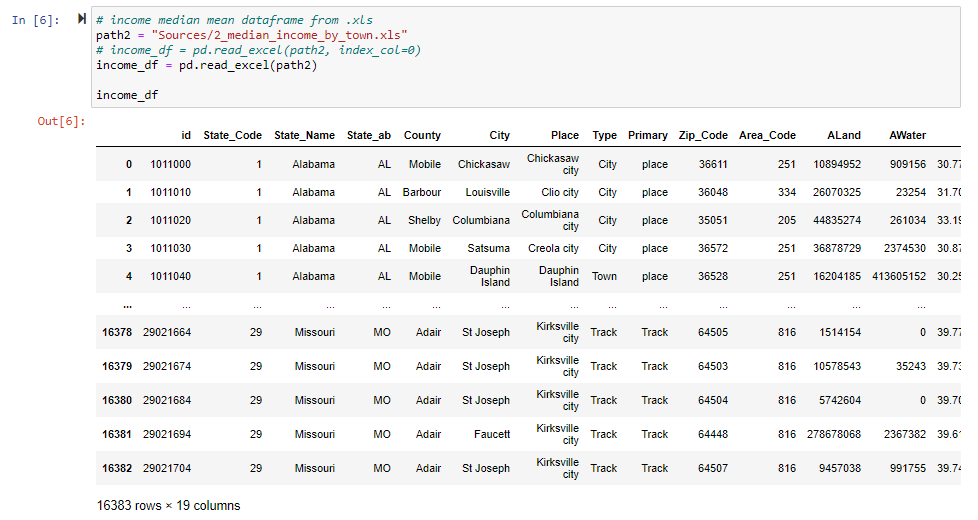 In [6]:
# income median mean dataframe from .xls
path2 = "Sources/2_median_income_by_town.xls"
# income_df = pd.read_excel(path2, index_col=0)
income_df = pd.read_excel(path2)
income_df
Out[6]:
id State_Code State_Name State_ab County City Place Type Primary Zip_Code Area_Code ALand AWater
0 1011000 1 Alabama AL Mobile Chickasaw Chickasaw city City place 36611 251 10894952 909156 30.77
1 1011010 1 Alabama AL Barbour Louisville Clio city City place 36048 334 26070325 23254 31.70
2 1011020 1 Alabama AL Shelby Columbiana Columbiana city City place 35051 205 44835274 261034 33.19
3 1011030 1 Alabama AL Mobile Satsuma Creola city City place 36572 251 36878729 2374530 30.87
4 1011040 1 Alabama AL Mobile Dauphin Island Dauphin Island Town place 36528 251 16204185 413605152 30.25
... ... ... ... ... ... ... ... ... ... ... ... ... ...
16378 29021664 29 Missouri MO Adair St Joseph Kirksville city Track Track 64505 816 1514154 0 39.77
16379 29021674 29 Missouri MO Adair St Joseph Kirksville city Track Track 64503 816 10578543 35243 39.73
16380 29021684 29 Missouri MO Adair St Joseph Kirksville city Track Track 64504 816 5742604 0 39.70
16381 29021694 29 Missouri MO Adair Faucett Kirksville city Track Track 64448 816 278678068 2367382 39.61
16382 29021704 29 Missouri MO Adair St Joseph Kirksville city Track Track 64507 816 9457038 991755 39.74
16383 rows × 19 columns